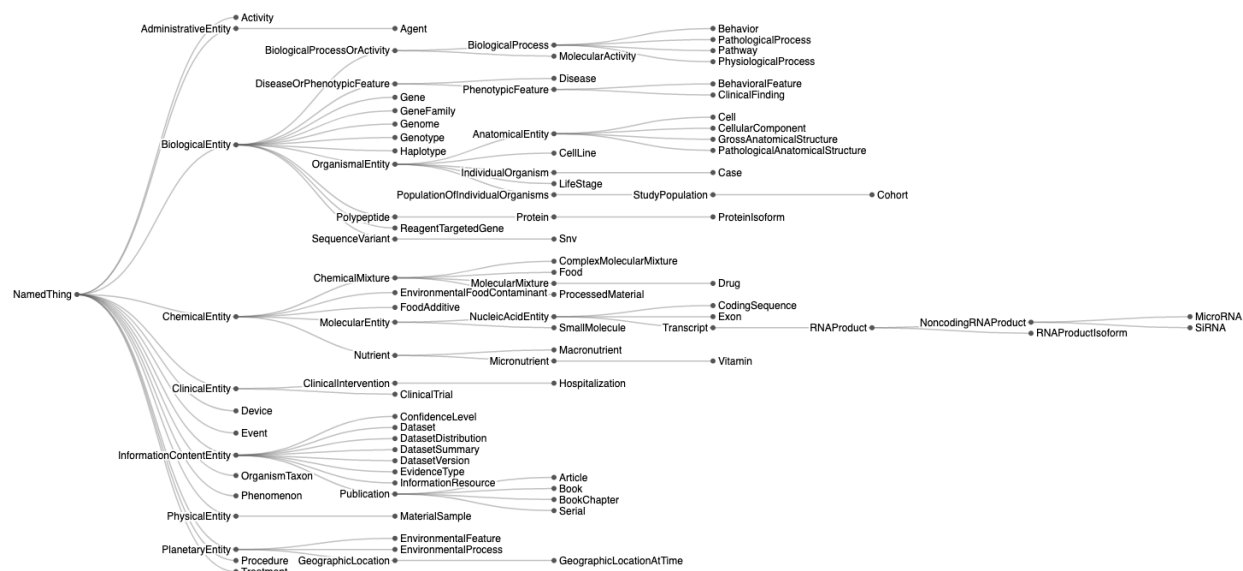 Activity
AdministrativeEntity
Agent
Behavior
BiologicalProcess
PathologicalProcess
BiologicalProcessOrActivity
Pathway
MolecularActivity
PhysiologicalProcess
Disease
DiseaseOrPhenotypicFeature
BehavioralFeature
PhenotypicFeature
ClinicalFinding
Gene
GeneFamily
Cell
Genome
CellularComponent
AnatomicalEntity
Genotype
GrossAnatomicalStructure
BiologicalEntity
Haplotype
PathologicalAnatomicalStructure
CellLine
OrganismalEntity
IndividualOrganism
Case
LifeStage
PopulationOfIndividualOrganisms
StudyPopulation
Cohort
Polypeptide
Protein
ProteinIsoform
ReagentTargetedGene
SequenceVariant
Snv
ComplexMolecularMixture
Food
ChemicalMixture
MolecularMixture
Drug
NamedThing
EnvironmentalFoodContaminant
ProcessedMaterial
FoodAdditive
CodingSequence
ChemicalEntity
NucleicAcidEntity
Exon
MicroRNA
MolecularEntity
NoncodingRNAProduct
SmallMolecule
Transcript
RNAProduct
SiRNA
RNAProductIsoform
Macronutrient
Nutrient
Micronutrient
Vitamin
ClinicalIntervention
Hospitalization
ClinicalEntity
ClinicalTrial
Device
ConfidenceLevel
Dataset
Event
DatasetDistribution
DatasetSummary
InformationContentEntity
DatasetVersion
EvidenceType
OrganismTaxon
InformationResource
Article
Book
Phenomenon
Publication
BookChapter
Serial
PhysicalEntity
MaterialSample
EnvironmentalFeature
PlanetaryEntity
EnvironmentalProcess
Procedure
GeographicLocation
GeographicLocationAtTime